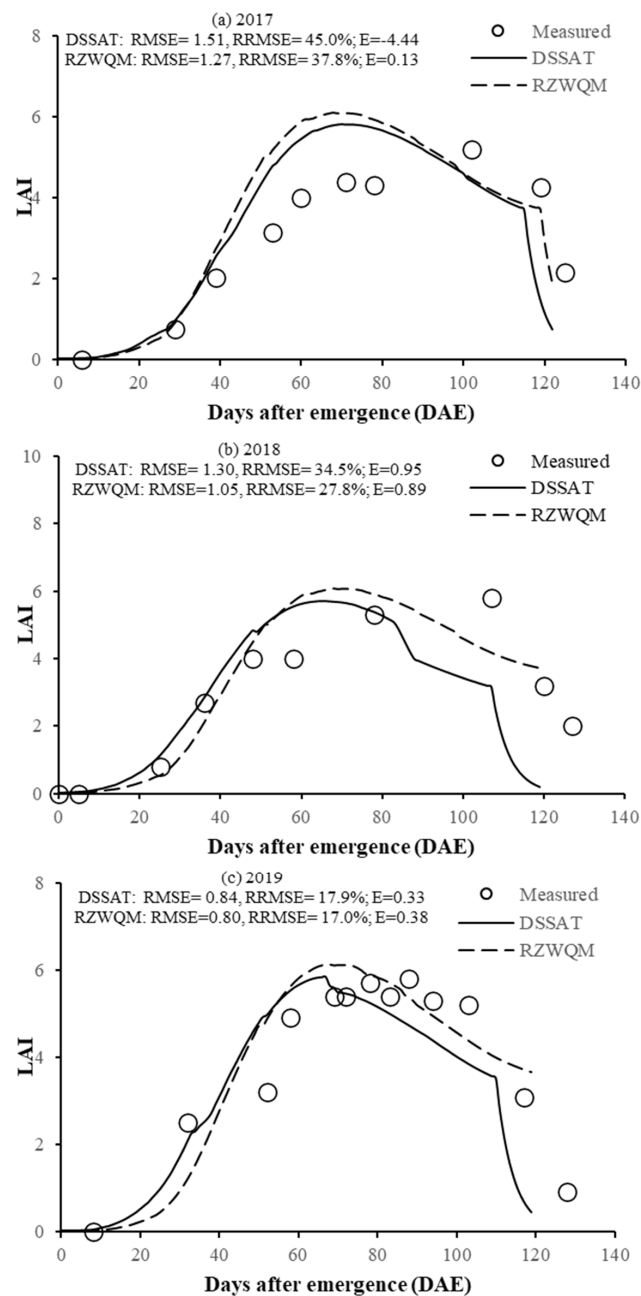 (a) 2017
DSSAT: RMSE= 1.51, RRMSE= 45.0%; E=-4.44
RZWQM: RMSE=1.27, RRMSE= 37.8%; E=0.13
Measured
DSSAT
RZWQM
8
6
4
2
0
LAI
0 20 40 60 80 100 120 140
Days after emergence (DAE)
(b) 2018
DSSAT: RMSE= 1.30, RRMSE= 34.5%; E=0.95
RZWQM: RMSE=1.05, RRMSE= 27.8%; E=0.89
Measured
DSSAT
RZWQM
10
8
6
4
2
0
LAI
0 20 40 60 80 100 120 140
Days after emergence (DAE)
(c) 2019
DSSAT: RMSE= 0.84, RRMSE= 17.9%; E=0.33
RZWQM: RMSE=0.80, RRMSE= 17.0%; E=0.38
Measured
DSSAT
RZWQM
8
6
4
2
0
LAI
0 20 40 60 80 100 120 140
Days after emergence (DAE)